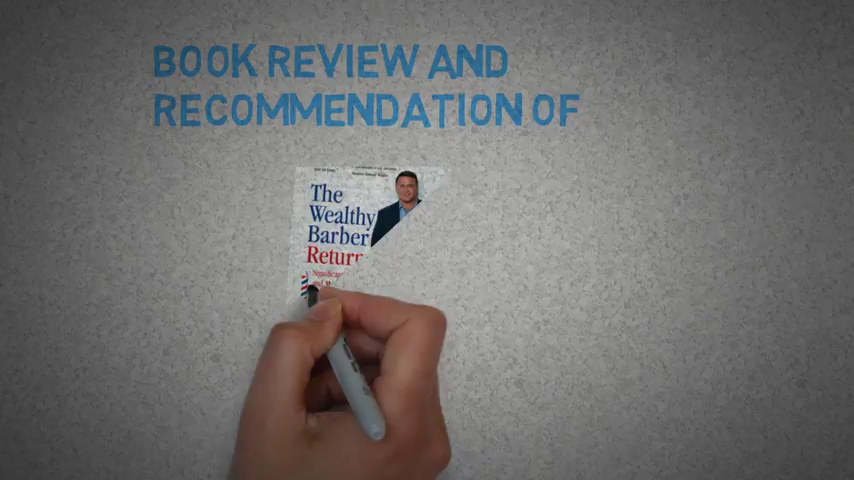 BOOK REVIEW AND
RECOMMENDATION OF
The
Wealthy
Barber
Return